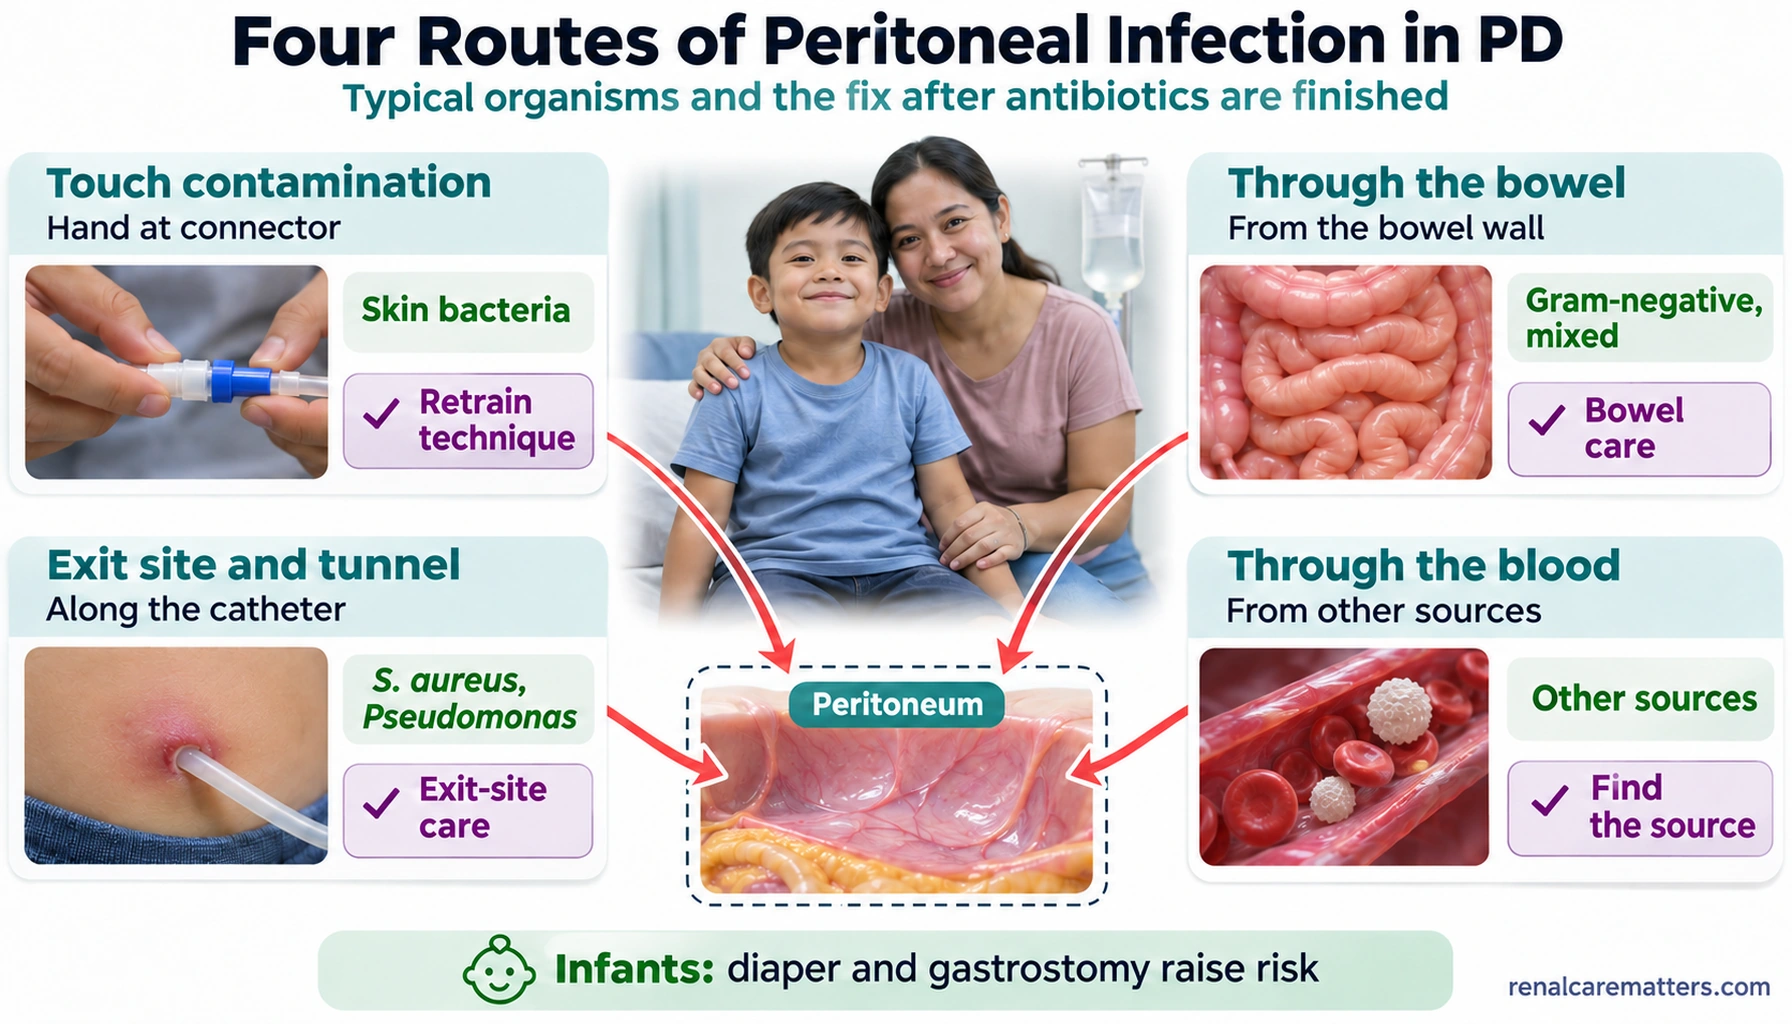 Four Routes of Peritoneal Infection in PD
Typical organisms and the fix after antibiotics are finished
Touch contamination
Hand at connector
Skin bacteria
Retrain
technique
Exit site and tunnel
Along the catheter
S. aureus,
Pseudomonas
Exit-site
care
Through the bowel
From the bowel wall
Gram-negative,
mixed
Bowel
care
Through the blood
From other sources
Other sources
Find
the source
Peritoneum
Infants: diaper and gastrostomy raise risk
renalcarematters.com